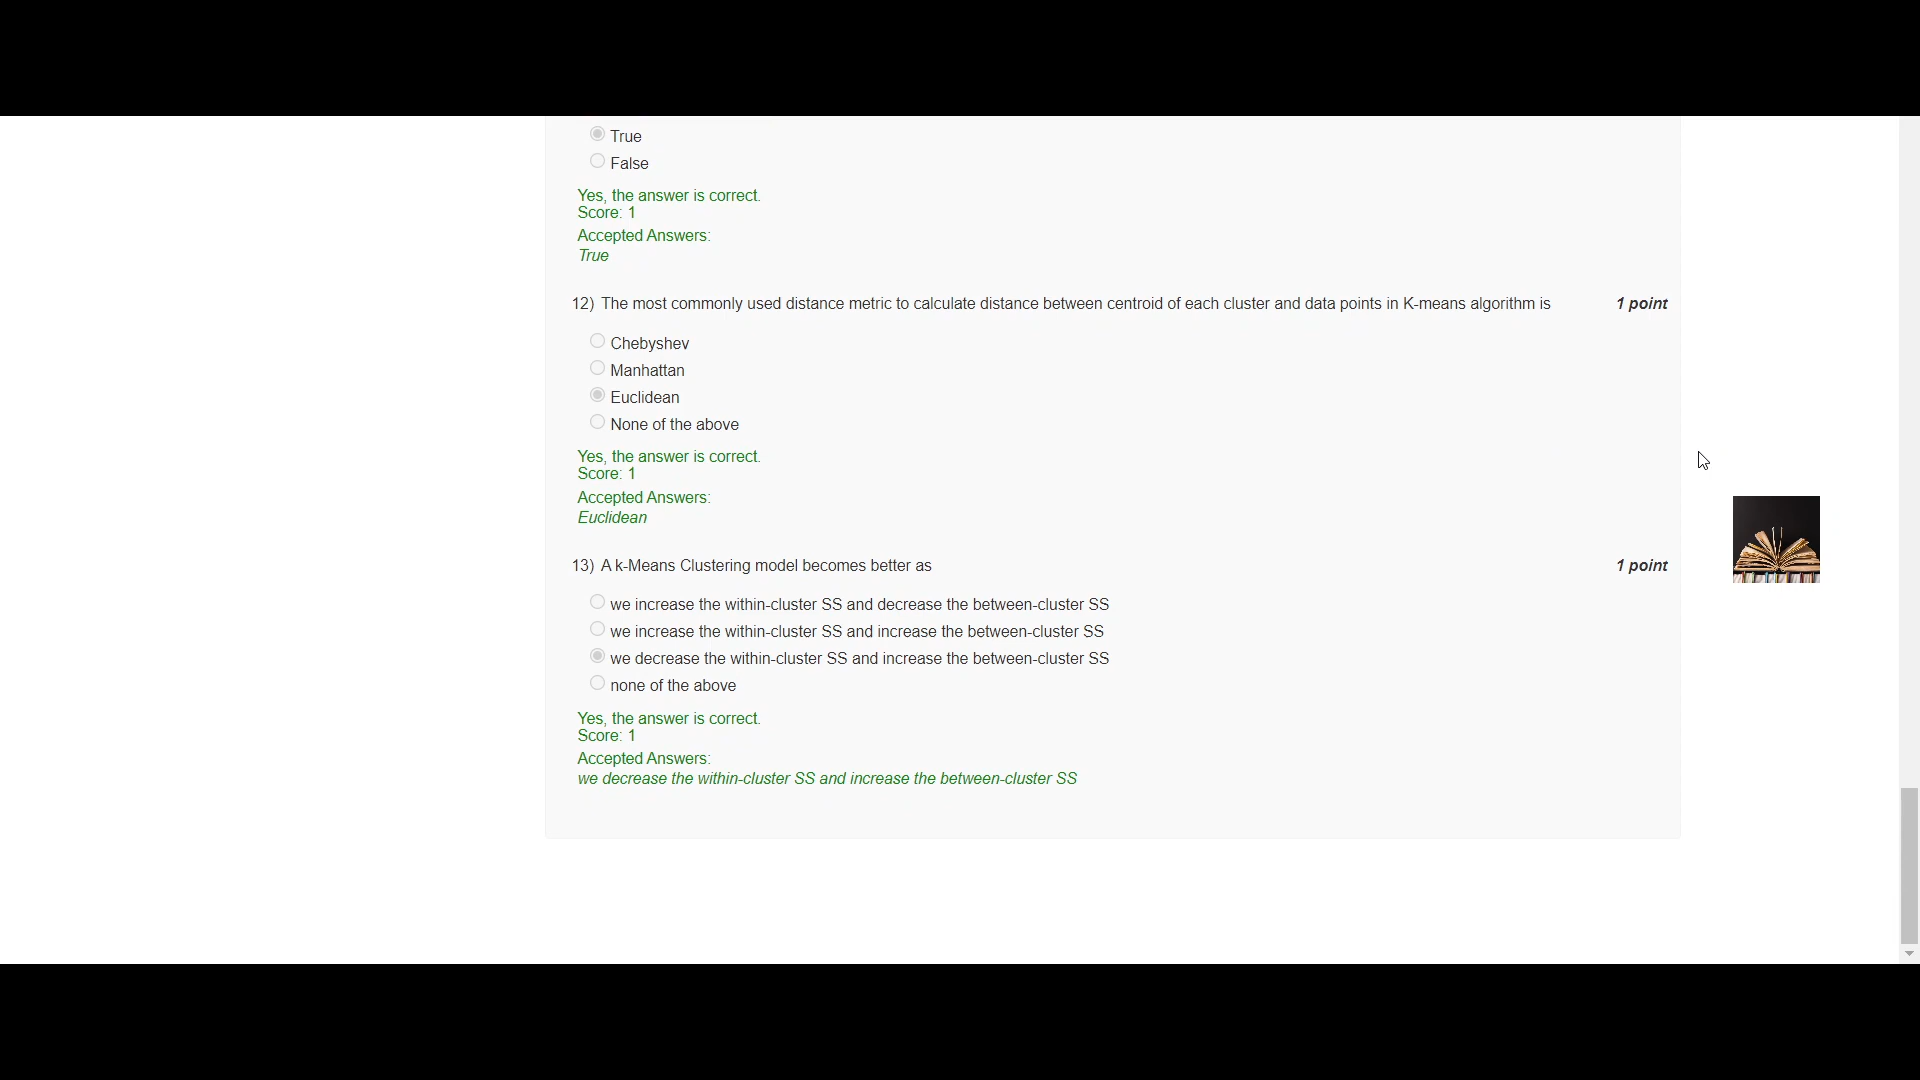 True
False
Yes, the answer is correct.
Score: 1
Accepted Answers:
True
12) The most commonly used distance metric to calculate distance between centroid of each cluster and data points in K-means algorithm is 1 point
Chebyshev
Manhattan
Euclidean
None of the above
Yes, the answer is correct.
Score: 1
Accepted Answers:
Euclidean
13) A k-Means Clustering model becomes better as 1 point
we increase the within-cluster SS and decrease the between-cluster SS
we increase the within-cluster SS and increase the between-cluster SS
we decrease the within-cluster SS and increase the between-cluster SS
none of the above
Yes, the answer is correct.
Score: 1
Accepted Answers:
we decrease the within-cluster SS and increase the between-cluster SS